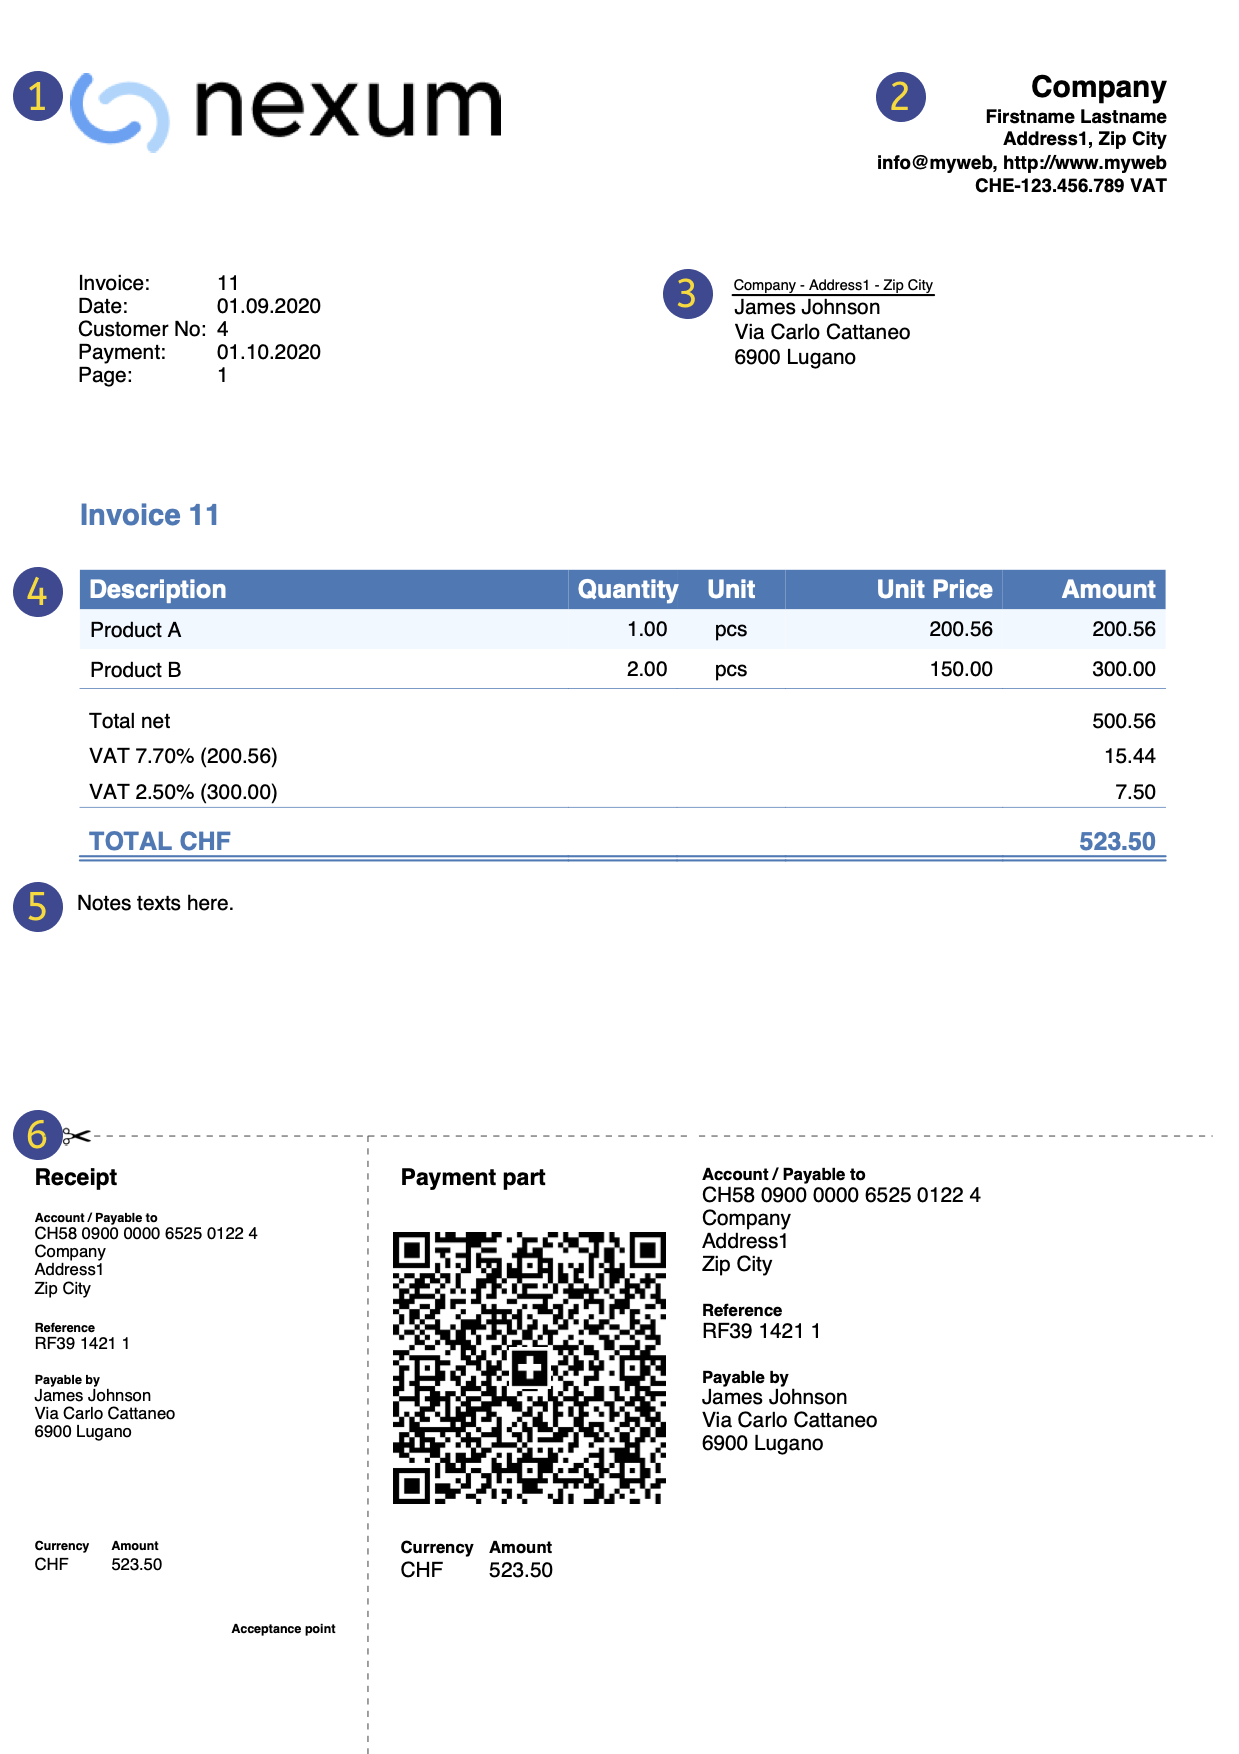 1 nexum
2 Company
Firstname Lastname
Address1, Zip City
info@myweb, http://www.myweb
CHE-123.456.789 VAT
Invoice: 11
Date: 01.09.2020
Customer No: 4
Payment: 01.10.2020
Page: 1
3 Company - Address1 - Zip City
James Johnson
Via Carlo Cattaneo
6900 Lugano
Invoice 11
4 Description Quantity Unit Unit Price Amount
Product A 1.00 pcs 200.56 200.56
Product B 2.00 pcs 150.00 300.00
Total net 500.56
VAT 7.70% (200.56) 15.44
VAT 2.50% (300.00) 7.50
TOTAL CHF 523.50
5 Notes texts here.
6
Receipt
Account / Payable to
CH58 0900 0000 6525 0122 4
Company
Address1
Zip City
Reference
RF39 1421 1
Payable by
James Johnson
Via Carlo Cattaneo
6900 Lugano
Currency Amount
CHF 523.50
Acceptance point
Payment part
Currency Amount
CHF 523.50
Account / Payable to
CH58 0900 0000 6525 0122 4
Company
Address1
Zip City
Reference
RF39 1421 1
Payable by
James Johnson
Via Carlo Cattaneo
6900 Lugano